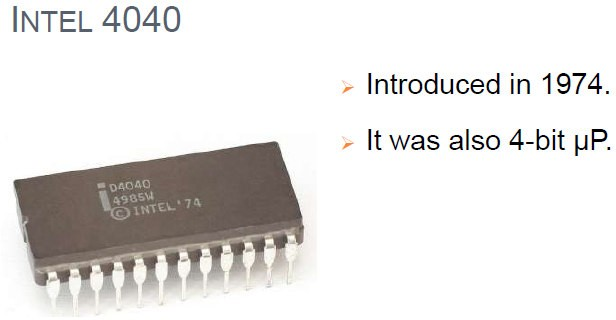 INTEL 4040
Introduced in 1974.
It was also 4-bit µP.
i
D4040
4985W
© INTEL '74